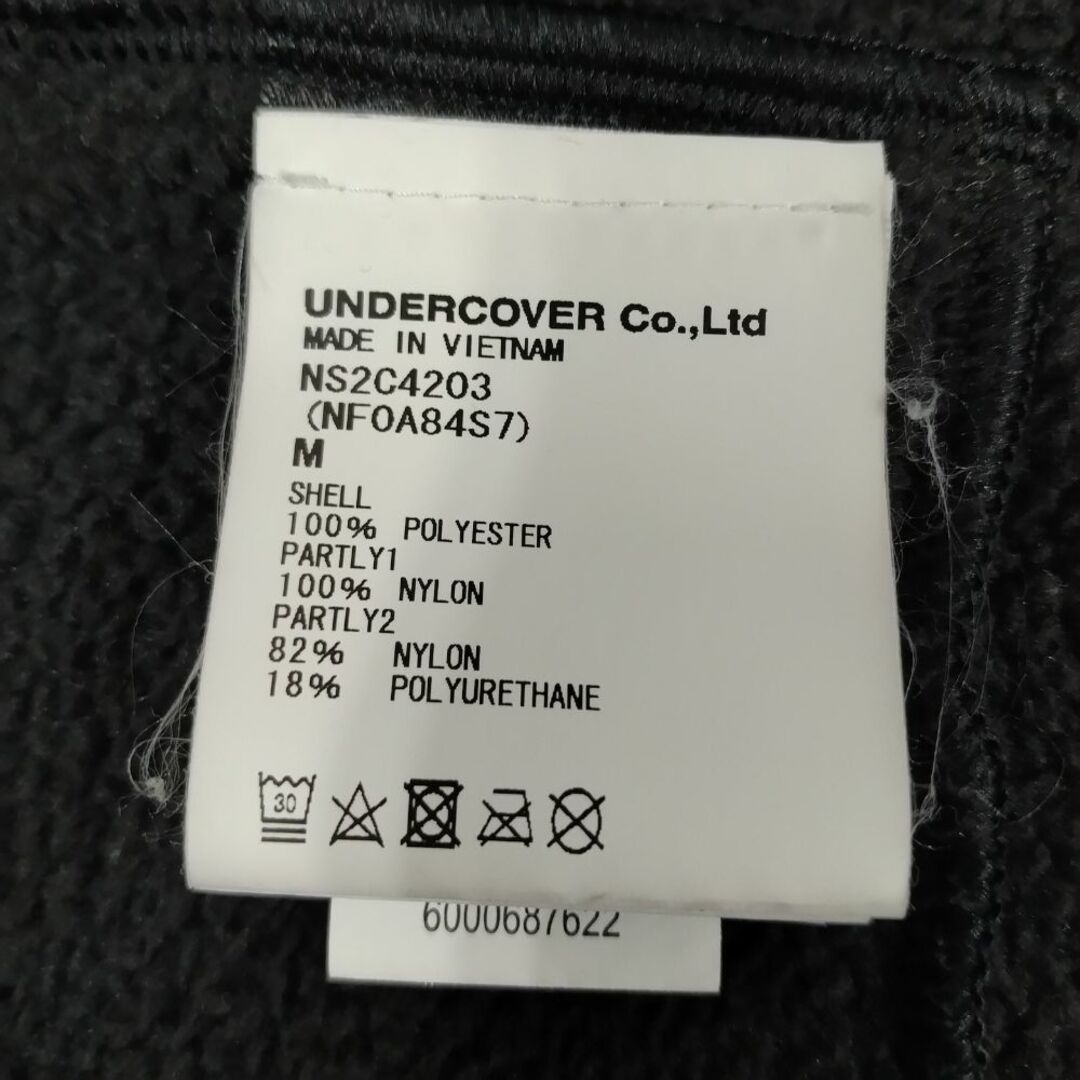 UNDERCOVER Co.,Ltd
MADE IN VIETNAM
NS2C4203
(NF0A84S7)
M
SHELL
100% POLYESTER
PARTLY1
100% NYLON
PARTLY2
82% NYLON
18% POLYURETHANE
30
6000687622